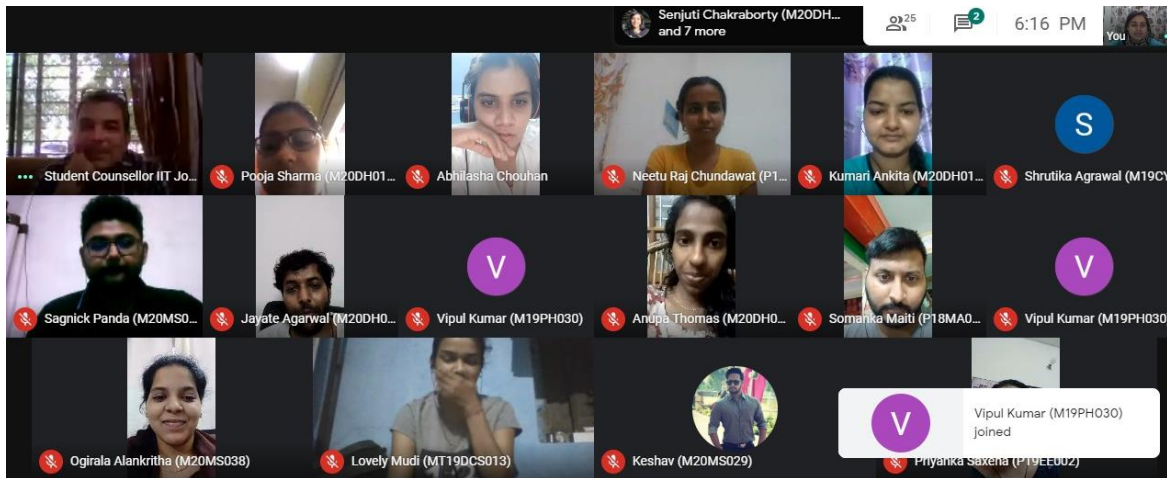 Senjuti Chakraborty (M20DH...
and 7 more
25
2
6:16 PM
You
Student Counsellor IIT Jo...
Pooja Sharma (M20DH01...
Abhilasha Chouhan
Neetu Raj Chundawat (P1...
Kumari Ankita (M20DH01...
S
Shrutika Agrawal (M19CY
Sagnick Panda (M20MS0...
Jayate Agarwal (M20DH0...
V
Vipul Kumar (M19PH030)
Anupa Thomas (M20DH0...
Somanka Maiti (P18MA0...
V
Vipul Kumar (M19PH030
Ogirala Alankritha (M20MS038)
Lovely Mudi (MT19DCS013)
Keshav (M20MS029)
V
Vipul Kumar (M19PH030)
joined
Priyanka Saxena (P19EE002)